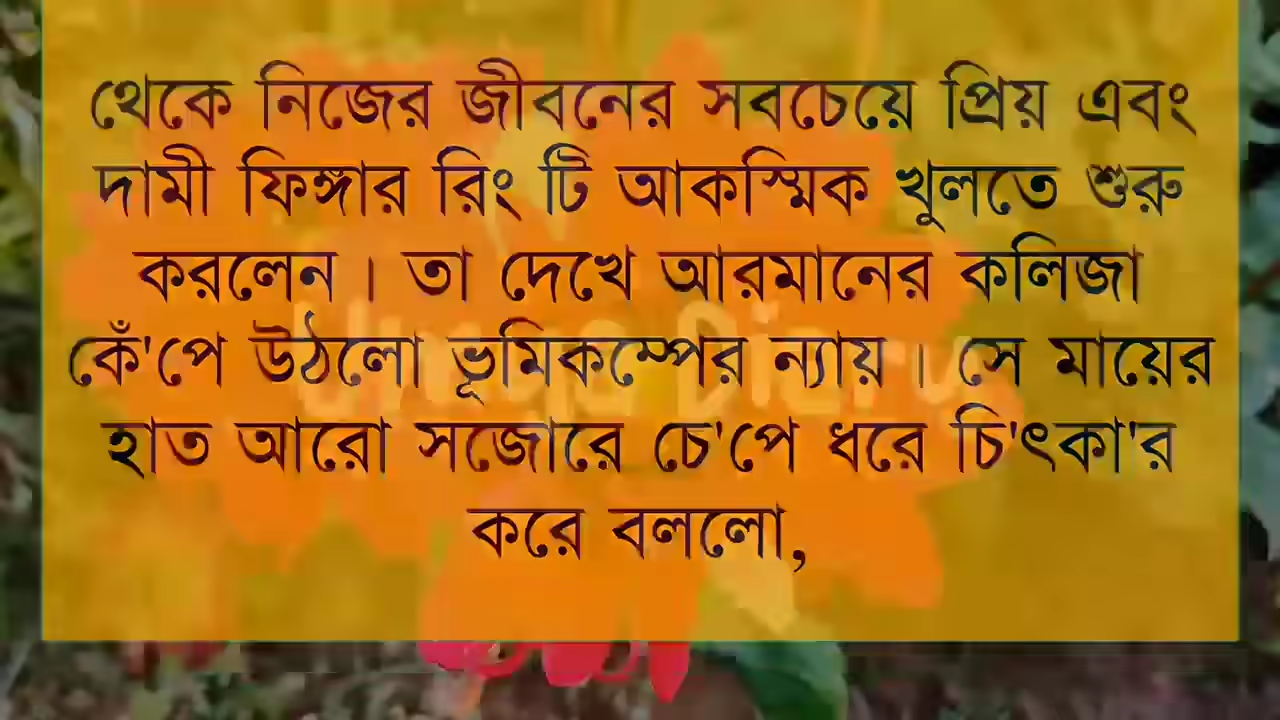 থেকে নিজের জীবনের সবচেয়ে প্রিয় এবং
দামী ফিঙ্গার রিং টি আকস্মিক খুলতে শুরু
করলেন । তা দেখে আরমানের কলিজা
কেঁ'পে উঠলো ভূমিকম্পের ন্যায় । সে মায়ের
হাত আরো সজোরে চে'পে ধরে চি'ৎকা'র
করে বললো,